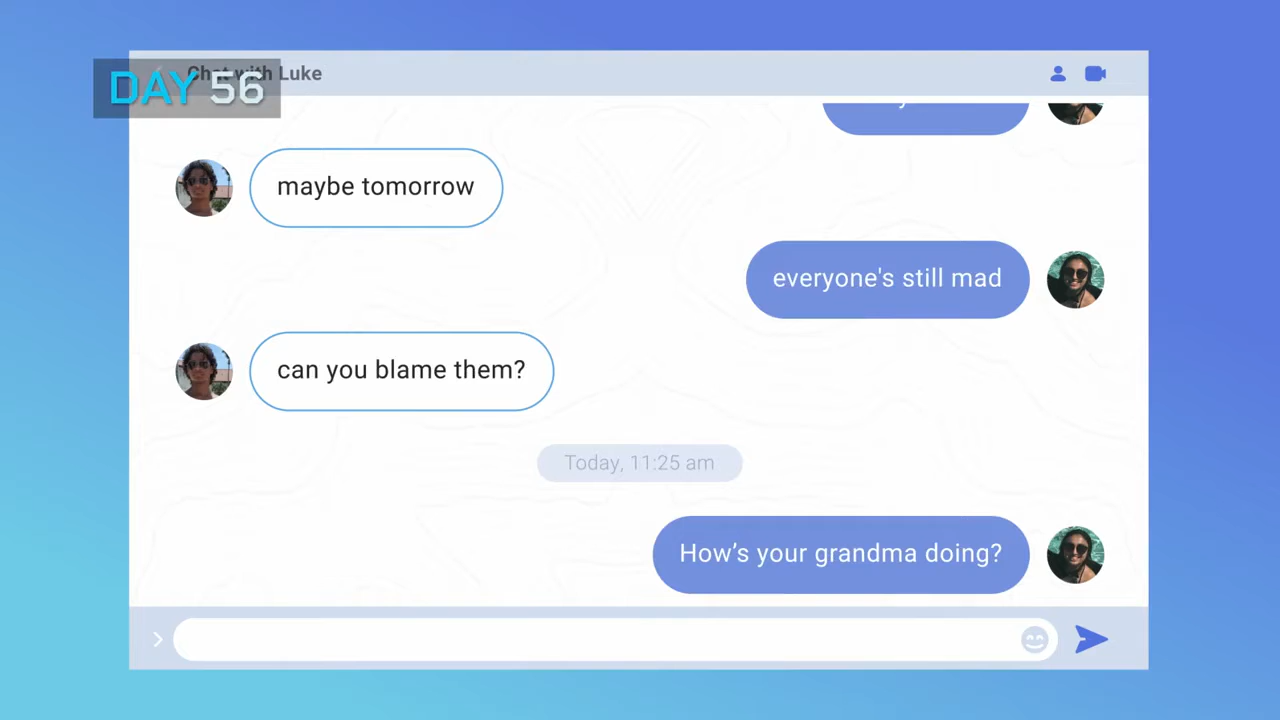 Chat with Luke
DAY 56
maybe tomorrow
everyone's still mad
can you blame them?
Today, 11:25 am
How’s your grandma doing?